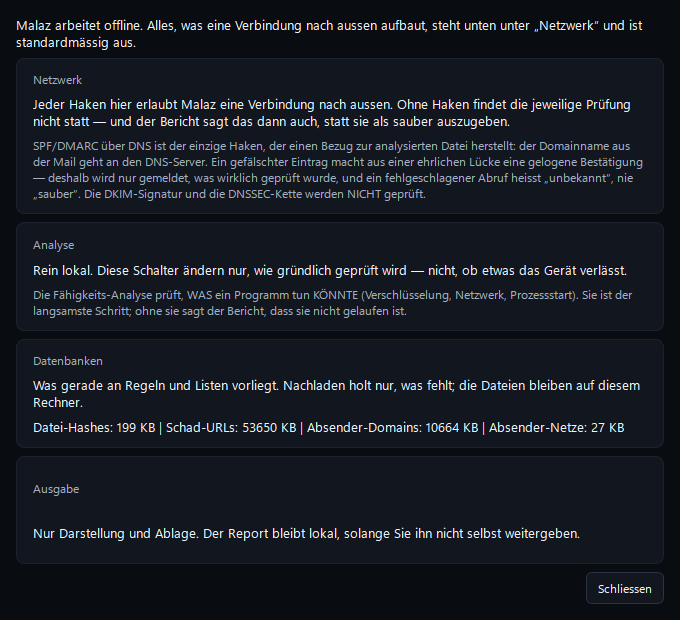 Malaz arbeitet offline. Alles, was eine Verbindung nach aussen aufbaut, steht unten unter „Netzwerk“ und ist
standardmässig aus.
Netzwerk
Jeder Haken hier erlaubt Malaz eine Verbindung nach aussen. Ohne Haken findet die jeweilige Prüfung
nicht statt — und der Bericht sagt das dann auch, statt sie als sauber auszugeben.
SPF/DMARC über DNS ist der einzige Haken, der einen Bezug zur analysierten Datei herstellt: der Domainname aus
der Mail geht an den DNS-Server. Ein gefälschter Eintrag macht aus einer ehrlichen Lücke eine gelogene Bestätigung
— deshalb wird nur gemeldet, was wirklich geprüft wurde, und ein fehlgeschlagener Abruf heisst „unbekannt“, nie
„sauber“. Die DKIM-Signatur und die DNSSEC-Kette werden NICHT geprüft.
Analyse
Rein lokal. Diese Schalter ändern nur, wie gründlich geprüft wird — nicht, ob etwas das Gerät verlässt.
Die Fähigkeits-Analyse prüft, WAS ein Programm tun KÖNNTE (Verschlüsselung, Netzwerk, Prozessstart). Sie ist der
langsamste Schritt; ohne sie sagt der Bericht, dass sie nicht gelaufen ist.
Datenbanken
Was gerade an Regeln und Listen vorliegt. Nachladen holt nur, was fehlt; die Dateien bleiben auf diesem
Rechner.
Datei-Hashes: 199 KB | Schad-URLs: 53650 KB | Absender-Domains: 10664 KB | Absender-Netze: 27 KB
Ausgabe
Nur Darstellung und Ablage. Der Report bleibt lokal, solange Sie ihn nicht selbst weitergeben.
Schliessen